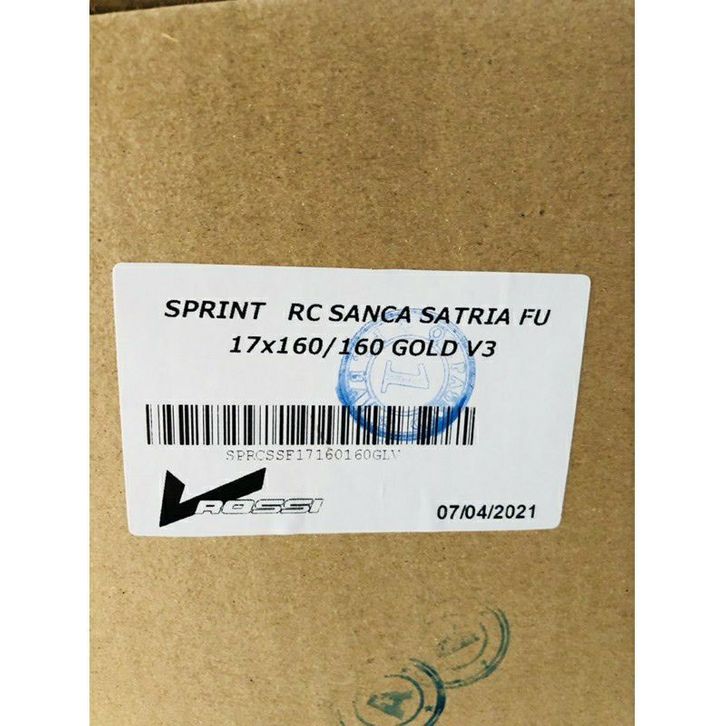 SPRINT RC SANCA SATRIA FU
17x160/160 GOLD V3
SPRCSSF17160160GLV
V ROSSI
07/04/2021